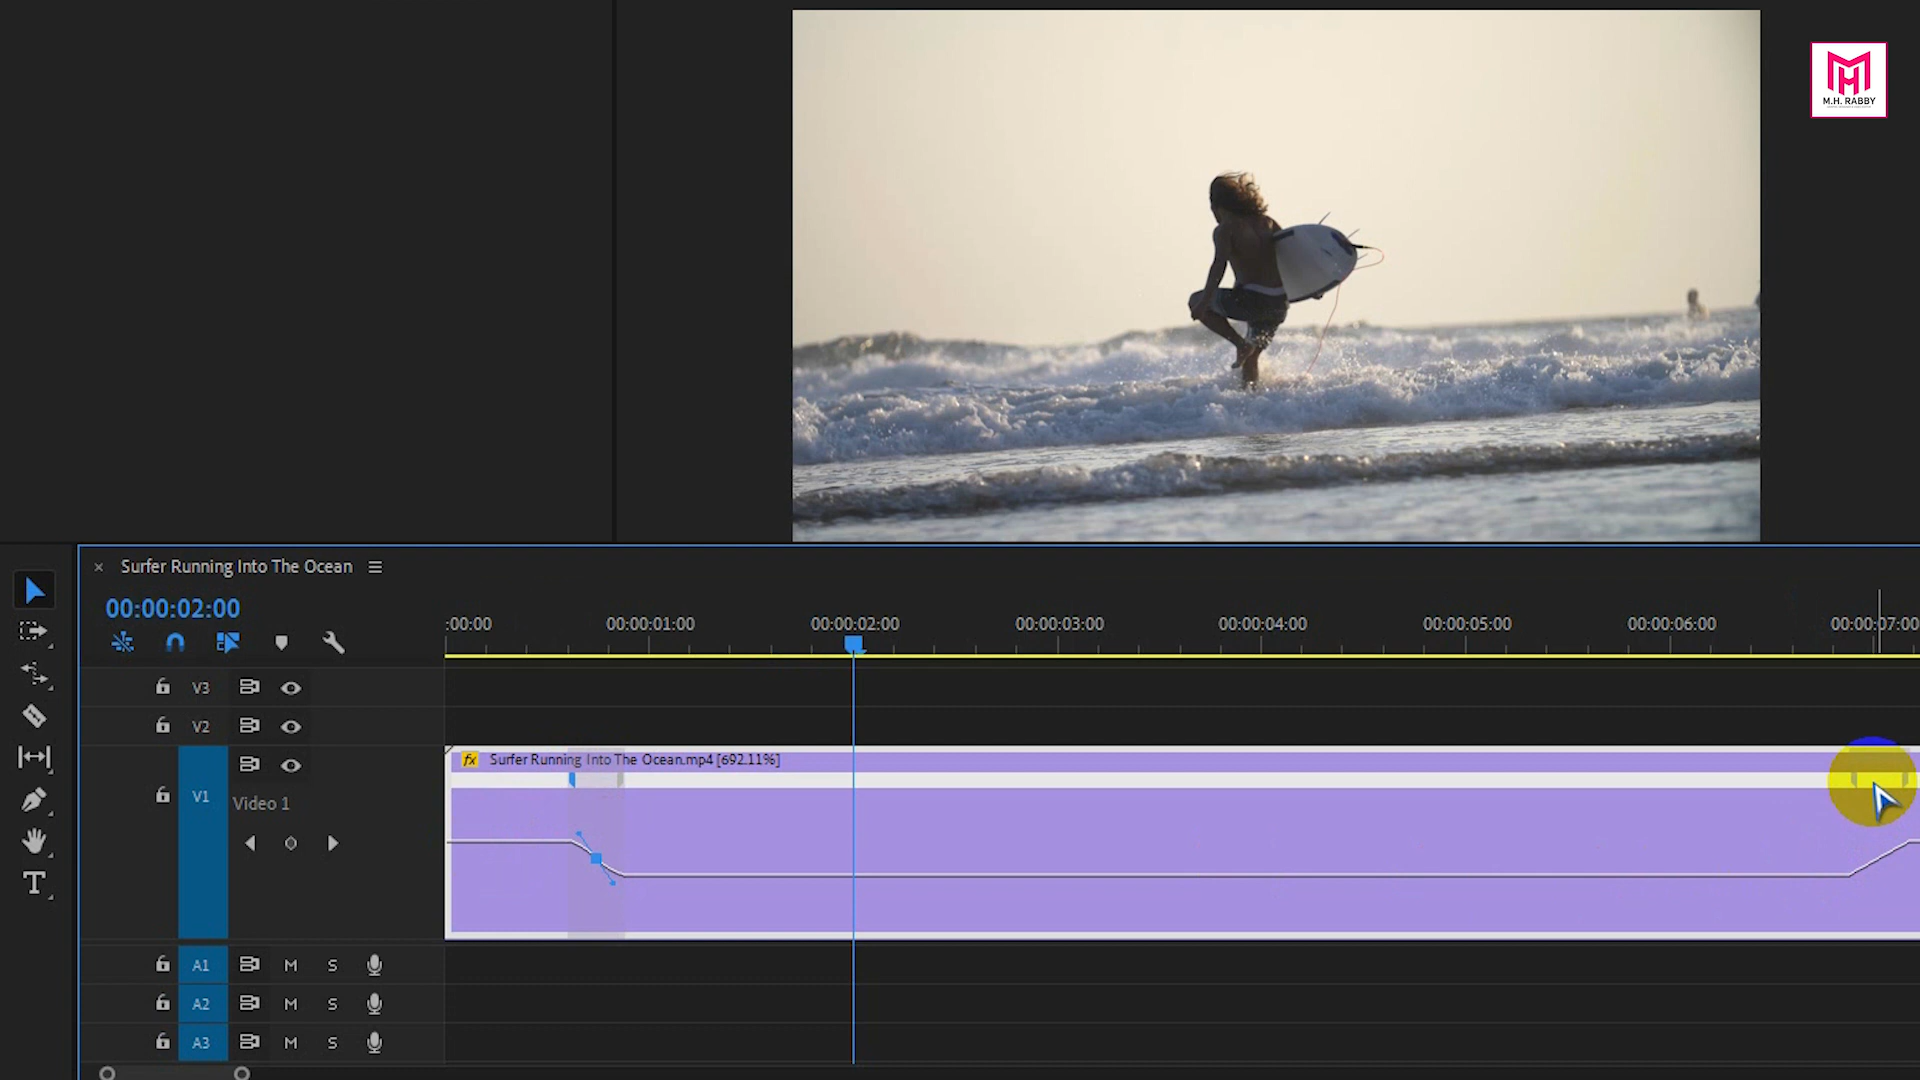 M.H. RABBY
Surfer Running Into The Ocean
00:00:02:00
:00:00
00:00:01:00
00:00:02:00
00:00:03:00
00:00:04:00
00:00:05:00
00:00:06:00
00:00:07:00
V3
V2
fx Surfer Running Into The Ocean.mp4 [692.11%]
V1
Video 1
T
A1 M S
A2 M S
A3 M S